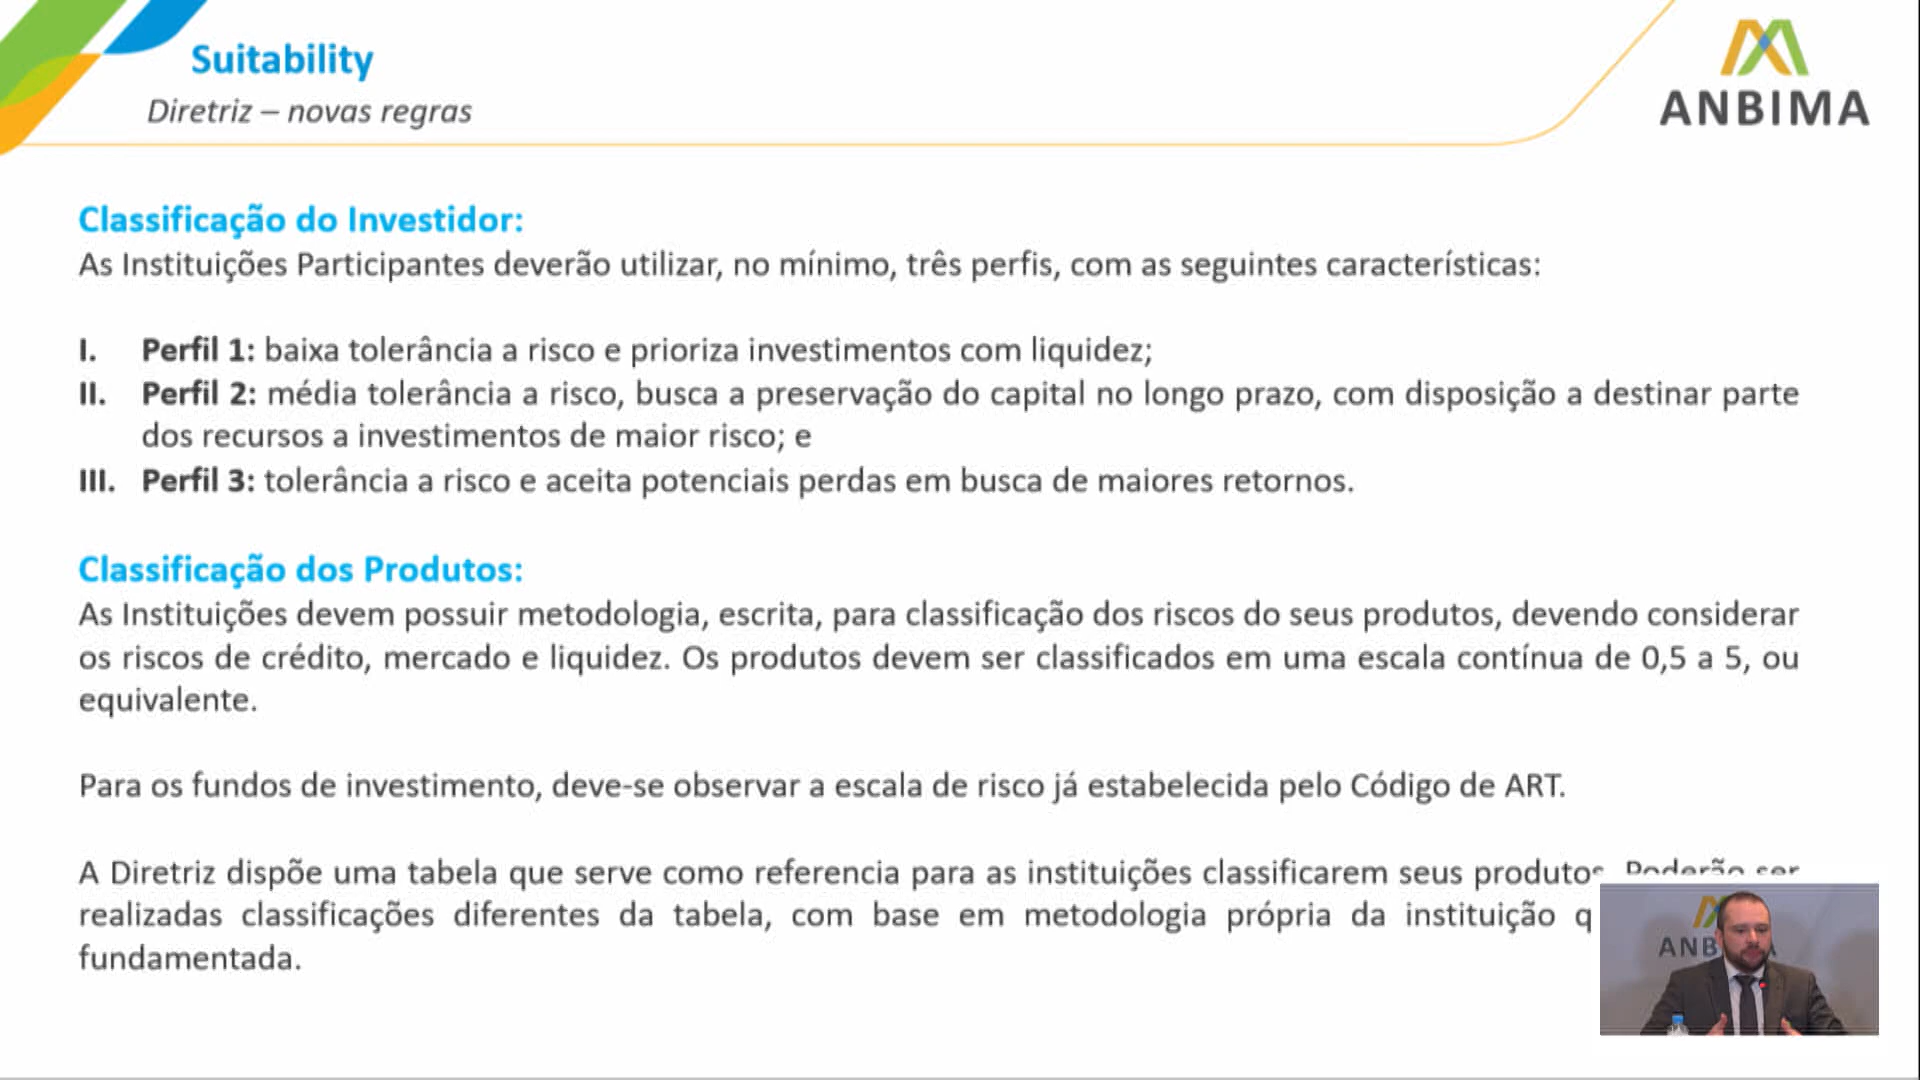 Suitability
Diretriz – novas regras
ANBIMA
Classificação do Investidor:
As Instituições Participantes deverão utilizar, no mínimo, três perfis, com as seguintes características:
I. Perfil 1: baixa tolerância a risco e prioriza investimentos com liquidez;
II. Perfil 2: média tolerância a risco, busca a preservação do capital no longo prazo, com disposição a destinar parte
dos recursos a investimentos de maior risco; e
III. Perfil 3: tolerância a risco e aceita potenciais perdas em busca de maiores retornos.
Classificação dos Produtos:
As Instituições devem possuir metodologia, escrita, para classificação dos riscos do seus produtos, devendo considerar
os riscos de crédito, mercado e liquidez. Os produtos devem ser classificados em uma escala contínua de 0,5 a 5, ou
equivalente.
Para os fundos de investimento, deve-se observar a escala de risco já estabelecida pelo Código de ART.
A Diretriz dispõe uma tabela que serve como referencia para as instituições classificarem seus produtos. Poderão ser
realizadas classificações diferentes da tabela, com base em metodologia própria da instituição q
fundamentada.
ANB